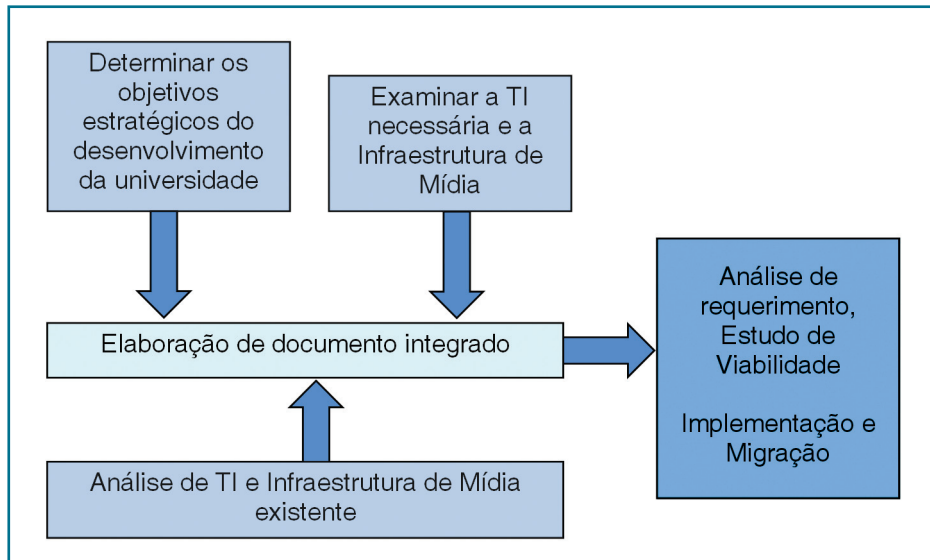 Determinar os
objetivos
estratégicos do
desenvolvimento
da universidade
Examinar a TI
necessária e a
Infraestrutura de
Mídia
Elaboração de documento integrado
Análise de TI e Infraestrutura de Mídia
existente
Análise de
requerimento,
Estudo de
Viabilidade
Implementação e
Migração